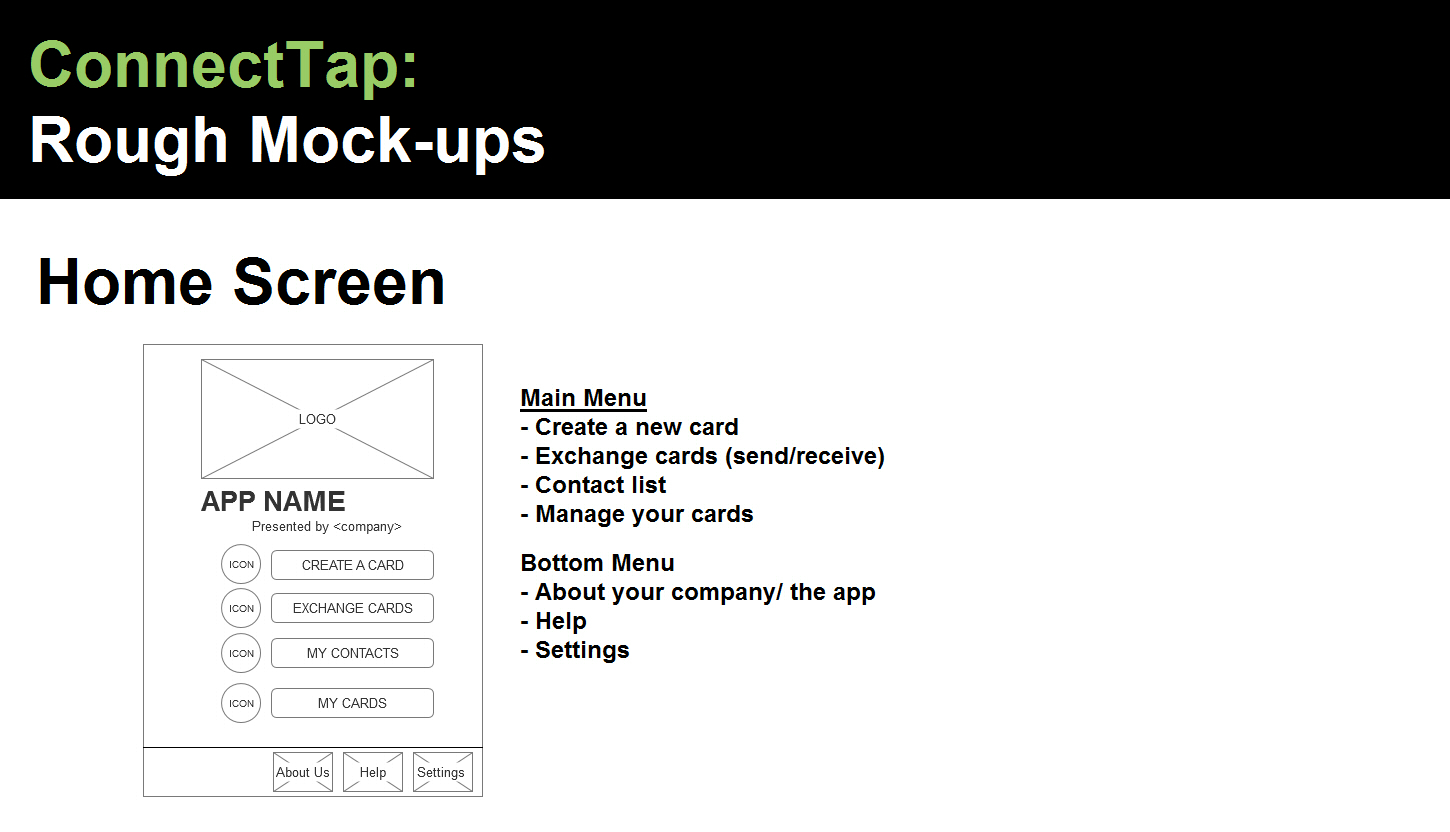 ConnectTap:
Rough Mock-ups
Home Screen
LOGO
APP NAME
Presented by <company>
ICON CREATE A CARD
ICON EXCHANGE CARDS
ICON MY CONTACTS
ICON MY CARDS
About Us Help Settings
Main Menu
- Create a new card
- Exchange cards (send/receive)
- Contact list
- Manage your cards
Bottom Menu
- About your company/ the app
- Help
- Settings